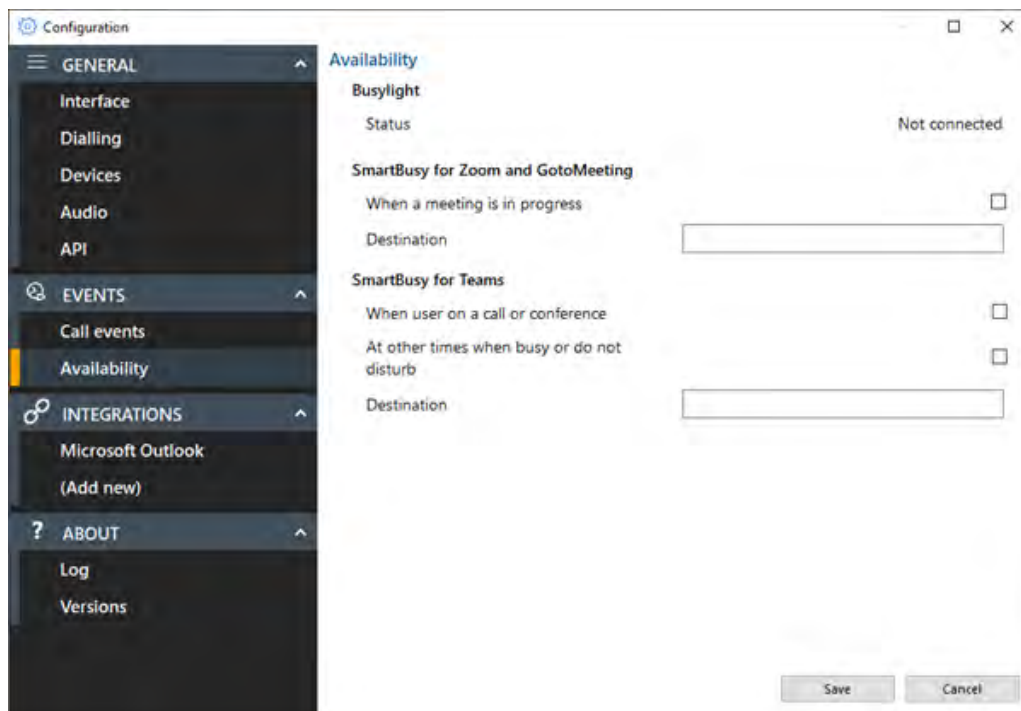 Configuration
GENERAL
Interface
Dialling
Devices
Audio
API
EVENTS
Call events
Availability
INTEGRATIONS
Microsoft Outlook
(Add new)
? ABOUT
Log
Versions
Availability
Busylight
Status Not connected
SmartBusy for Zoom and GotoMeeting
When a meeting is in progress
Destination
SmartBusy for Teams
When user on a call or conference
At other times when busy or do not
disturb
Destination
Save Cancel